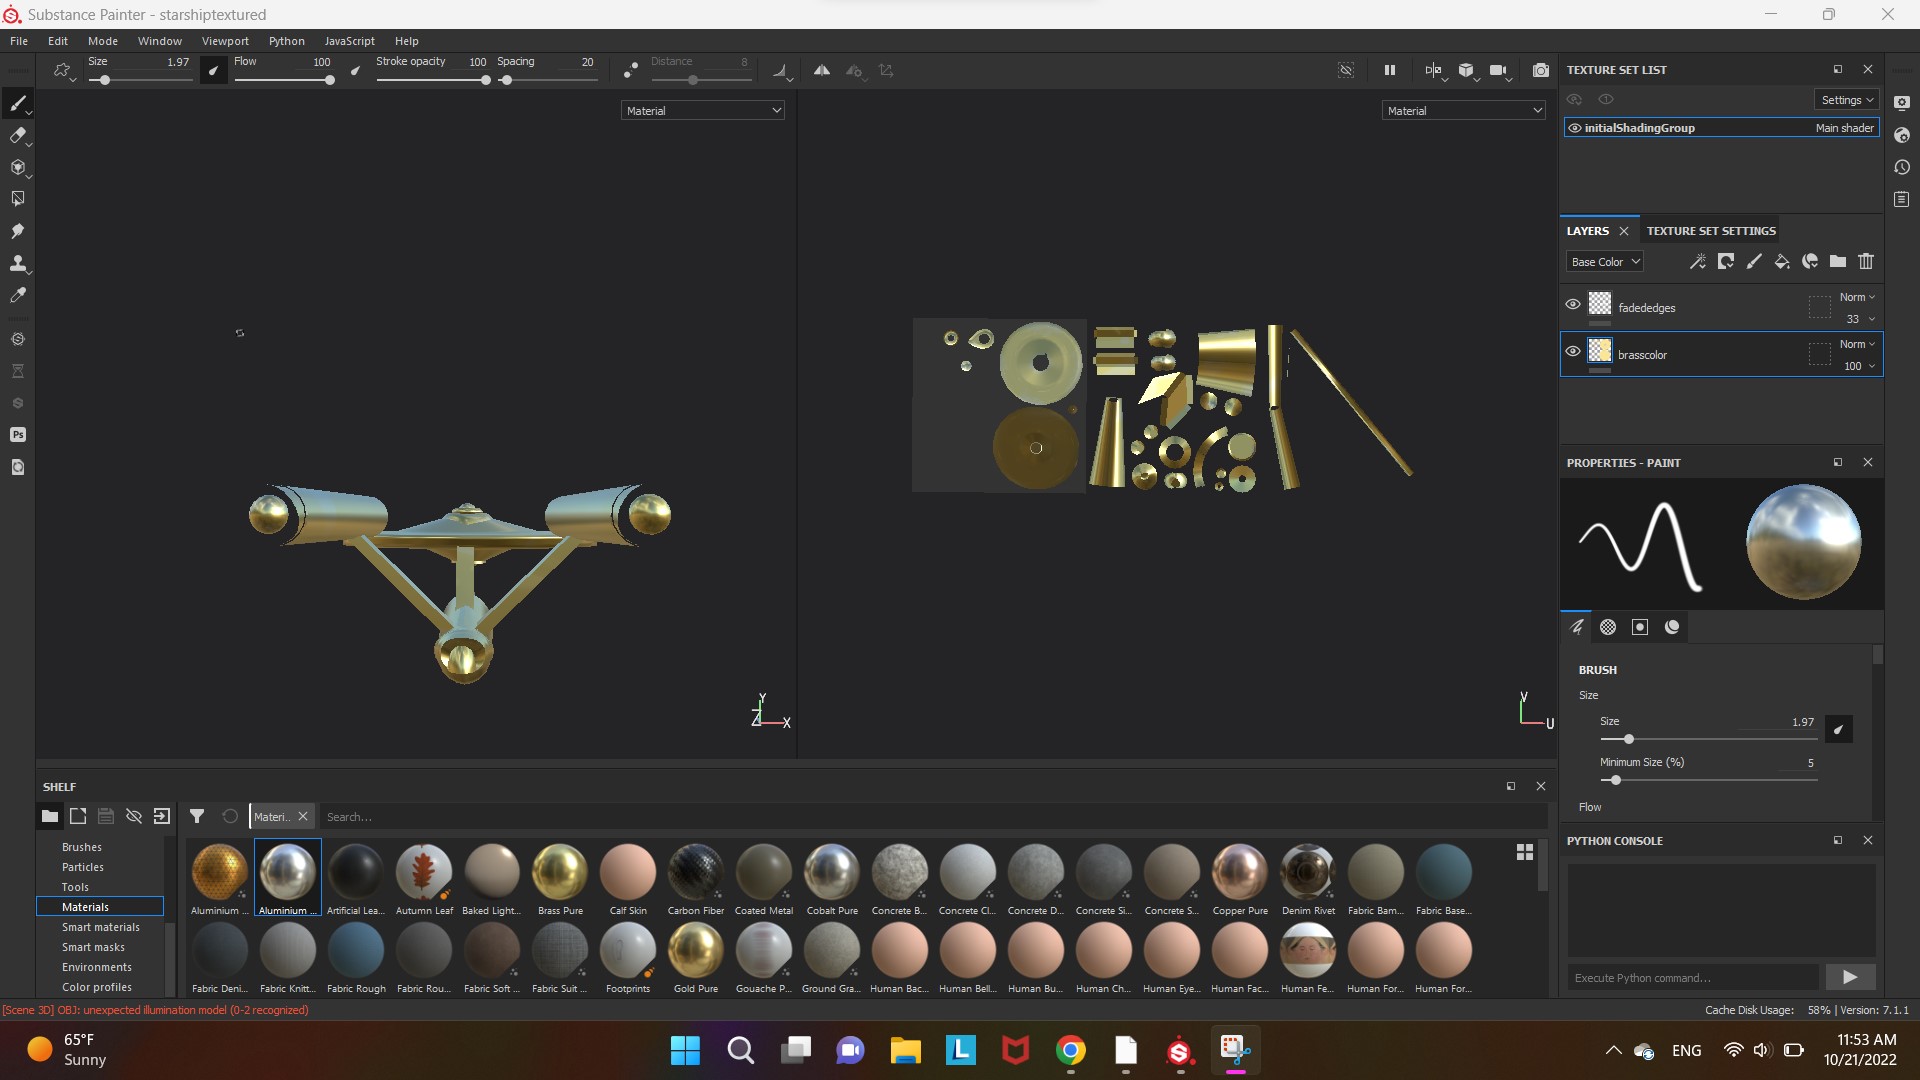 Substance Painter - starshiptextured
File Edit Mode Window Viewport Python JavaScript Help
Size 1.97 Flow 100 Stroke opacity 100 Spacing 20 Distance 8
Material
Material
Y
Z X
V
U
TEXTURE SET LIST
Settings
initialShadingGroup Main shader
LAYERS TEXTURE SET SETTINGS
Base Color
fadededges Norm
33
brasscolor Norm
100
PROPERTIES - PAINT
BRUSH
Size
Size 1.97
Minimum Size (%) 5
Flow
PYTHON CONSOLE
Execute Python command...
Ps
SHELF
Materi.. Search...
Brushes
Particles
Tools
Materials
Smart materials
Smart masks
Environments
Color profiles
Aluminium ... Aluminium ... Artificial Lea... Autumn Leaf Baked Light... Brass Pure Calf Skin Carbon Fiber Coated Metal Cobalt Pure Concrete B... Concrete Cl... Concrete D... Concrete Si... Concrete S... Copper Pure Denim Rivet Fabric Bam... Fabric Base...
Fabric Deni... Fabric Knitt... Fabric Rough Fabric Rou... Fabric Soft ... Fabric Suit ... Footprints Gold Pure Gouache P... Ground Gra... Human Bac... Human Bell... Human Bu... Human Ch... Human Eye... Human Fac... Human Fe... Human For... Human For...
[Scene 3D] OBJ: unexpected illumination model (0-2 recognized)
Cache Disk Usage: 58% | Version: 7.1.1
65°F
Sunny
L
ENG
11:53 AM
10/21/2022